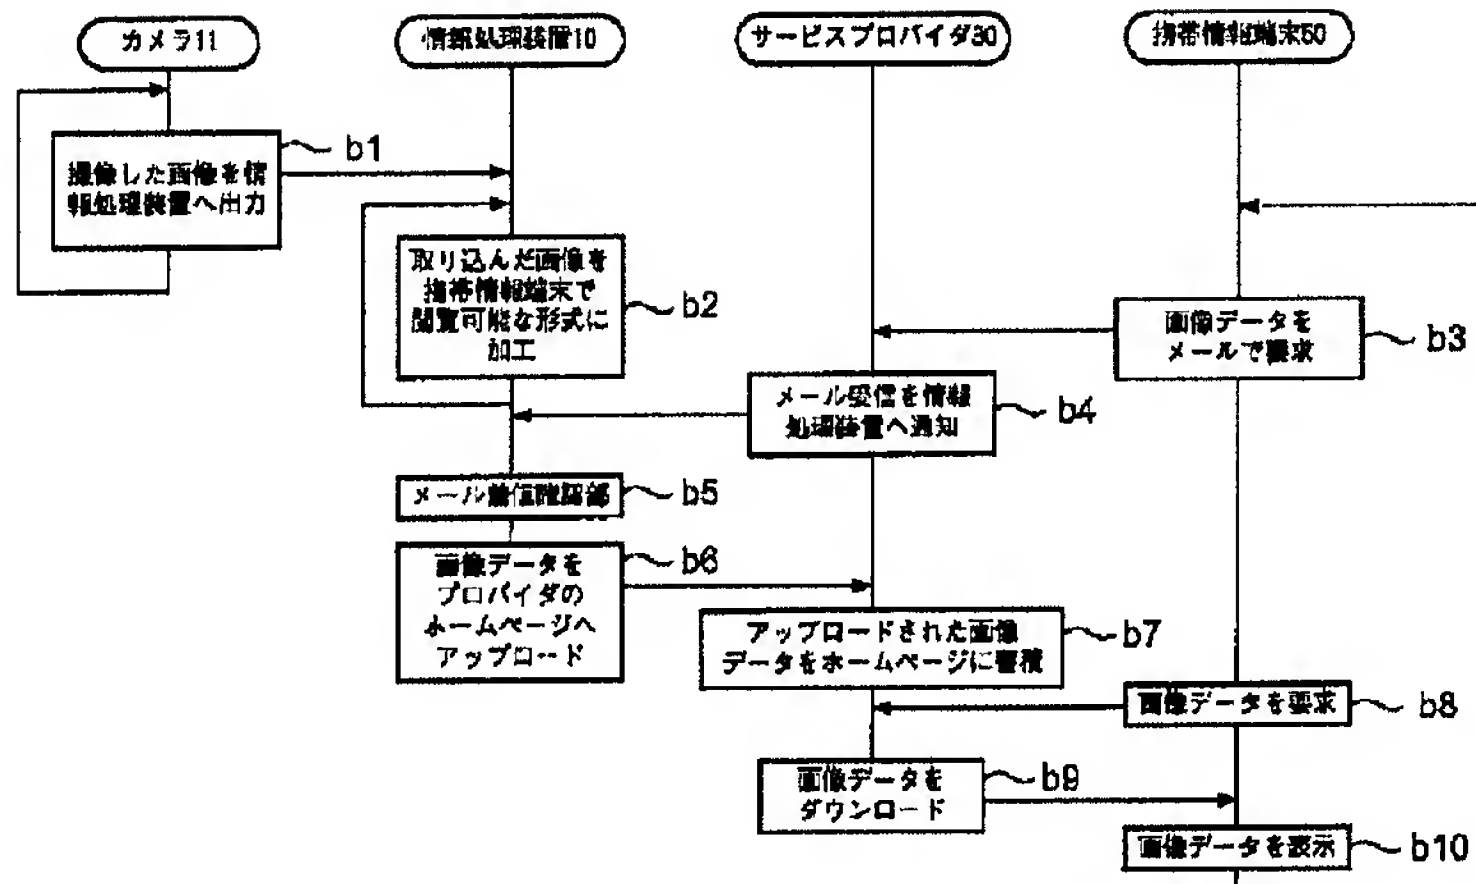 カメラ11
情報処理装置10
サービスプロバイダ30
携帯情報端末50
撮像した画像を情
報処理装置へ出力
b1
取り込んだ画像を
携帯情報端末で
閲覧可能な形式に
加工
b2
画像データを
メールで要求
b3
メール受信を情報
処理装置へ通知
b4
b5
画像データを
プロバイダの
ホームページへ
アップロード
b6
アップロードされた画像
データをホームページに蓄積
b7
画像データを要求
b8
画像データを
ダウンロード
b9
画像データを表示
b10